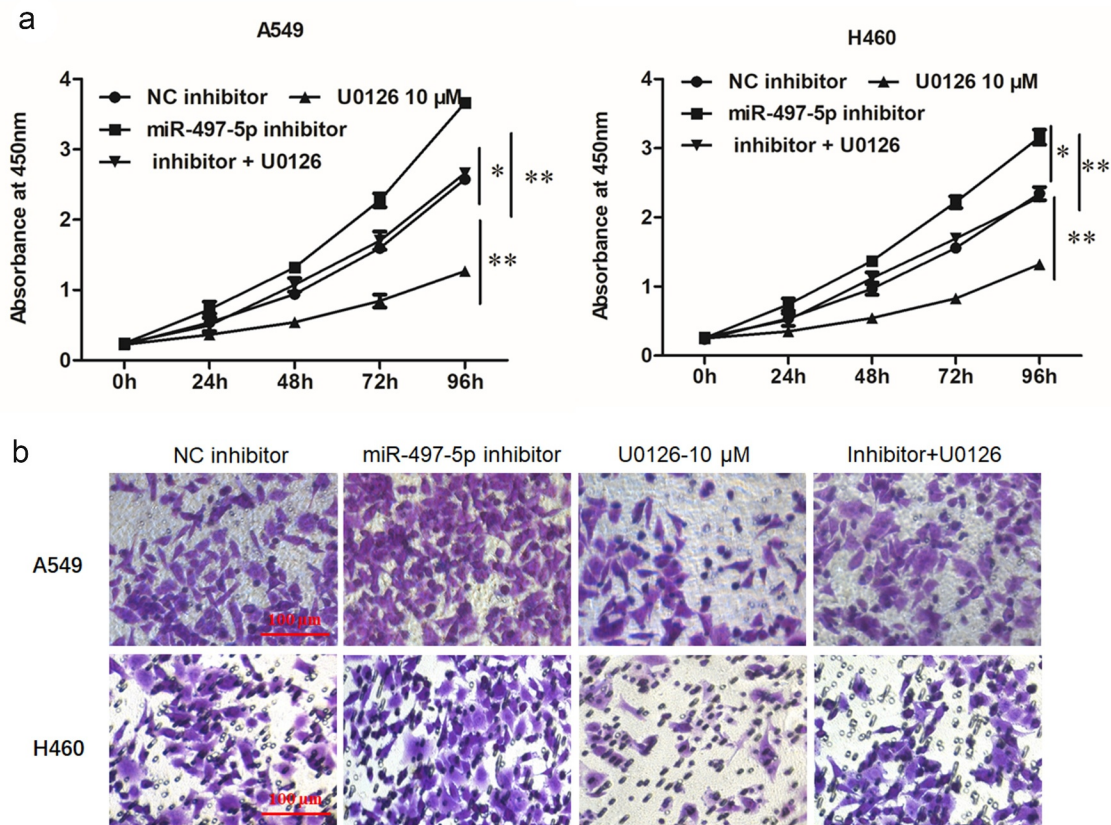 a
A549
Absorbance at 450nm
4
3
2
1
0
NC inhibitor U0126 10 µM
miR-497-5p inhibitor
inhibitor + U0126
*
**
**
0h 24h 48h 72h 96h
H460
Absorbance at 450nm
4
3
2
1
0
NC inhibitor U0126 10 µM
miR-497-5p inhibitor
inhibitor + U0126
*
**
**
0h 24h 48h 72h 96h
b
NC inhibitor miR-497-5p inhibitor U0126-10 µM Inhibitor+U0126
A549
100 µm
H460
100 µm